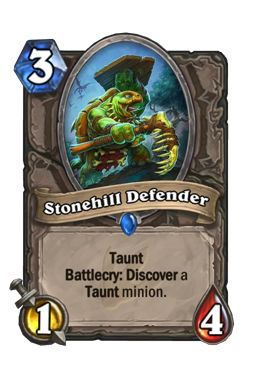 3
Stonehill Defender
Taunt
Battlecry: Discover a
Taunt minion.
1
4